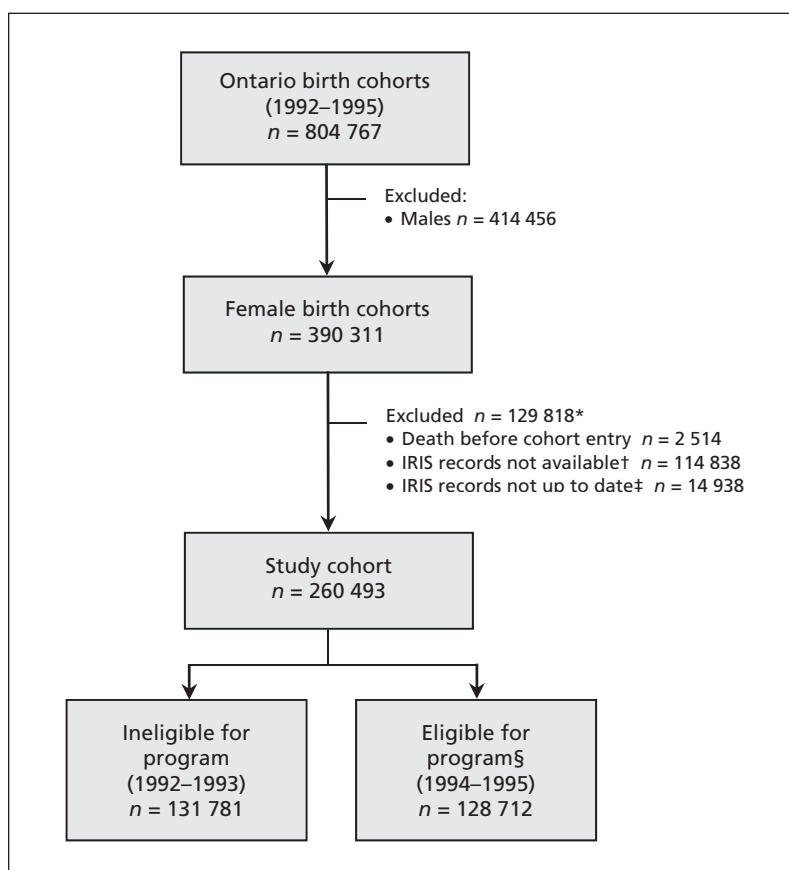 Ontario birth cohorts
(1992–1995)
n = 804 767
Excluded:
• Males n = 414 456
Female birth cohorts
n = 390 311
Excluded  n = 129 818*
• Death before cohort entry  n = 2 514
• IRIS records not available†  n = 114 838
• IRIS records not up to date‡  n = 14 938
Study cohort
n = 260 493
Ineligible for
program
(1992–1993)
n = 131 781
Eligible for
program§
(1994–1995)
n = 128 712